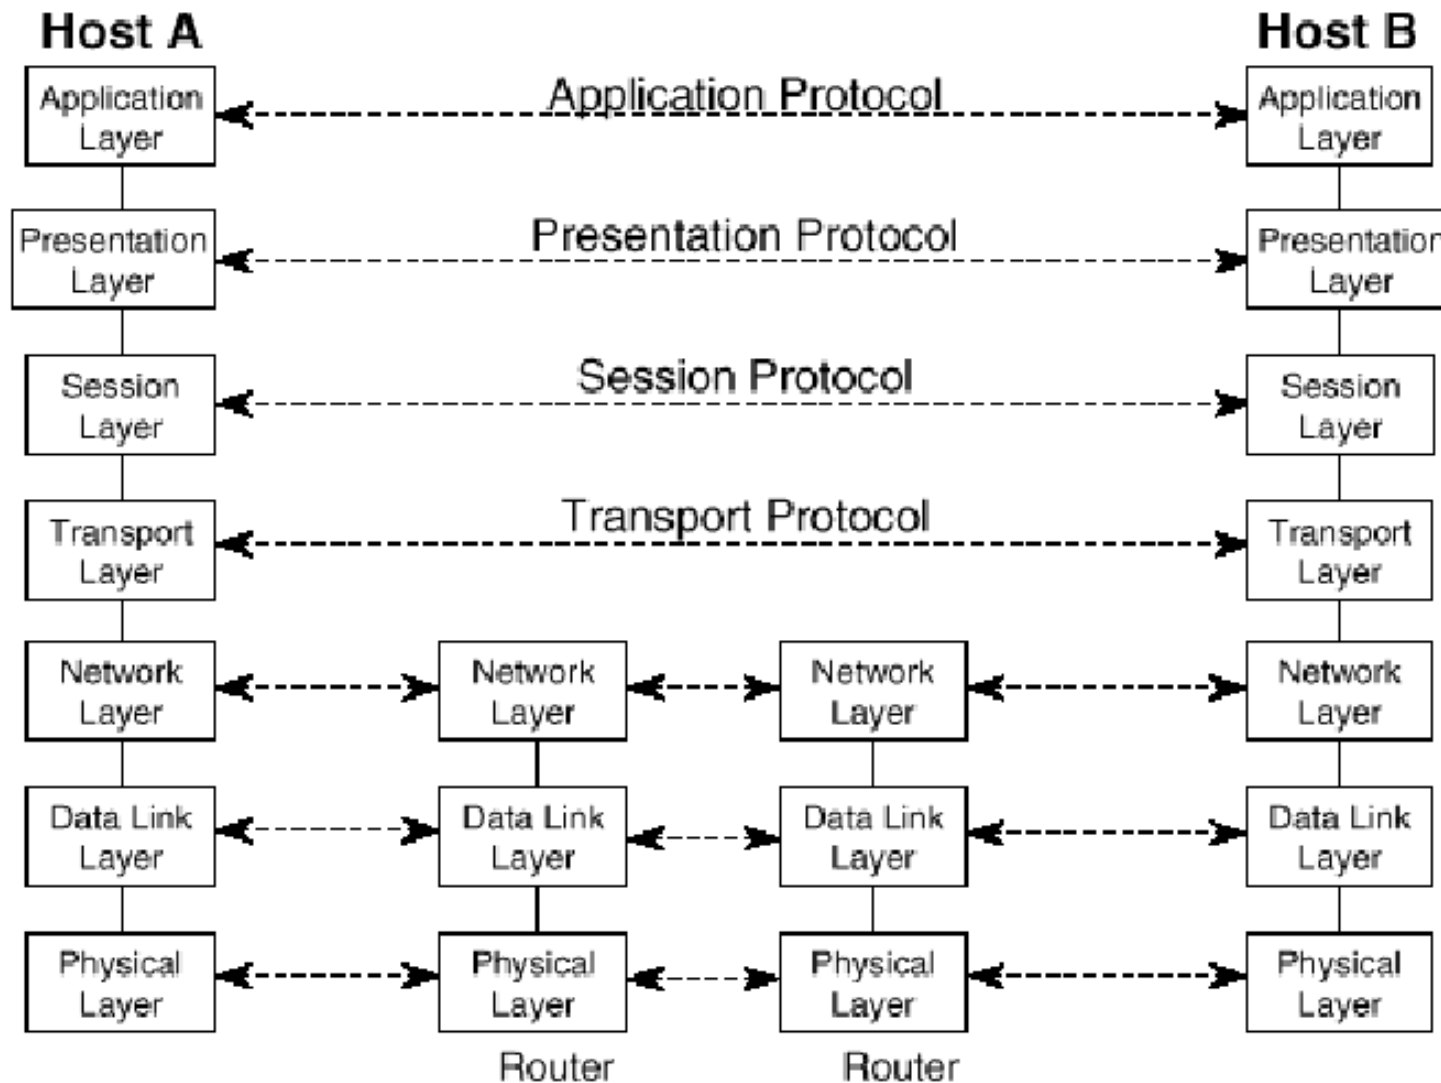 Host A
Host B
Application
Layer
Application Protocol
Application
Layer
Presentation
Layer
Presentation Protocol
Presentation
Layer
Session
Layer
Session Protocol
Session
Layer
Transport
Layer
Transport Protocol
Transport
Layer
Network
Layer
Network
Layer
Network
Layer
Network
Layer
Data Link
Layer
Data Link
Layer
Data Link
Layer
Data Link
Layer
Physical
Layer
Physical
Layer
Physical
Layer
Physical
Layer
Router
Router